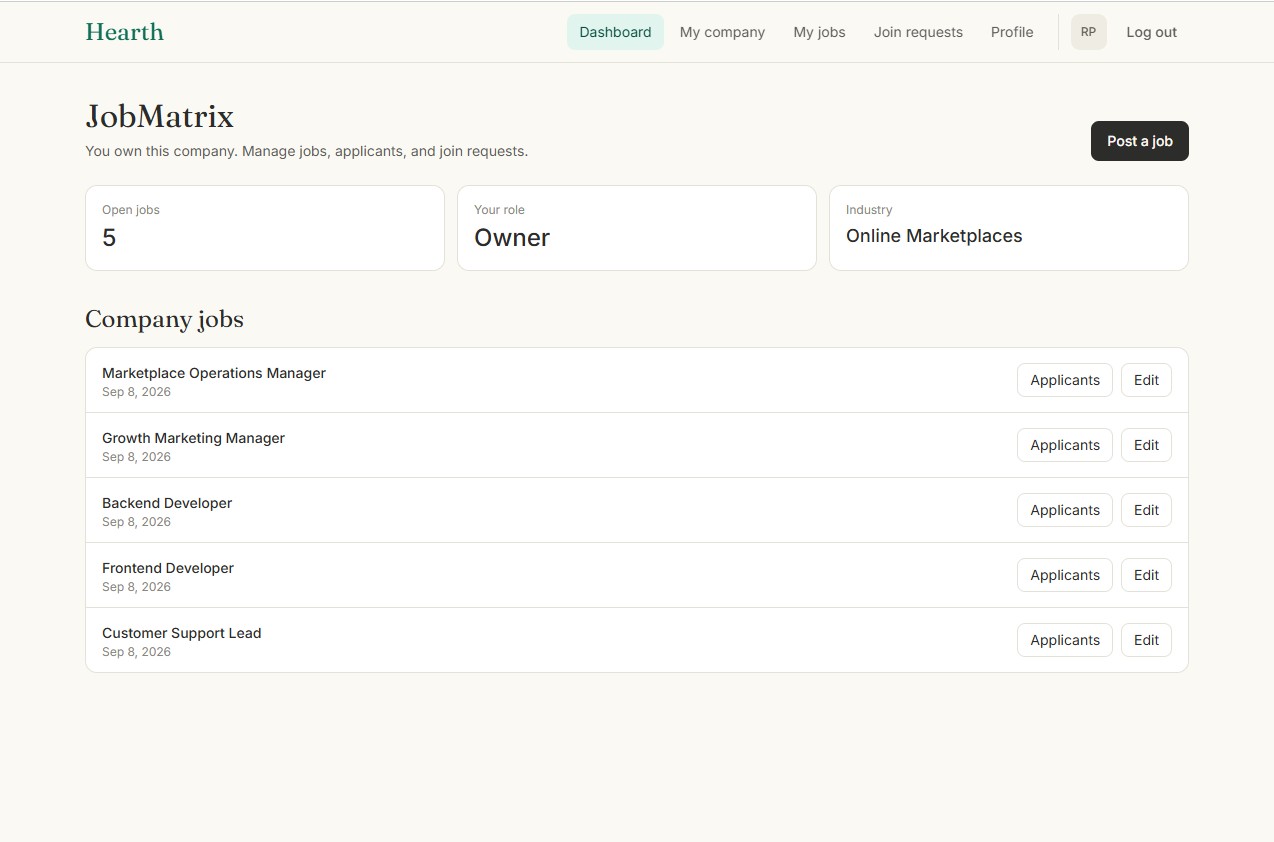 Hearth
Dashboard My company My jobs Join requests Profile RP Log out
JobMatrix
You own this company. Manage jobs, applicants, and join requests.
Post a job
Open jobs
5
Your role
Owner
Industry
Online Marketplaces
Company jobs
Marketplace Operations Manager
Sep 8, 2026
Applicants Edit
Growth Marketing Manager
Sep 8, 2026
Applicants Edit
Backend Developer
Sep 8, 2026
Applicants Edit
Frontend Developer
Sep 8, 2026
Applicants Edit
Customer Support Lead
Sep 8, 2026
Applicants Edit